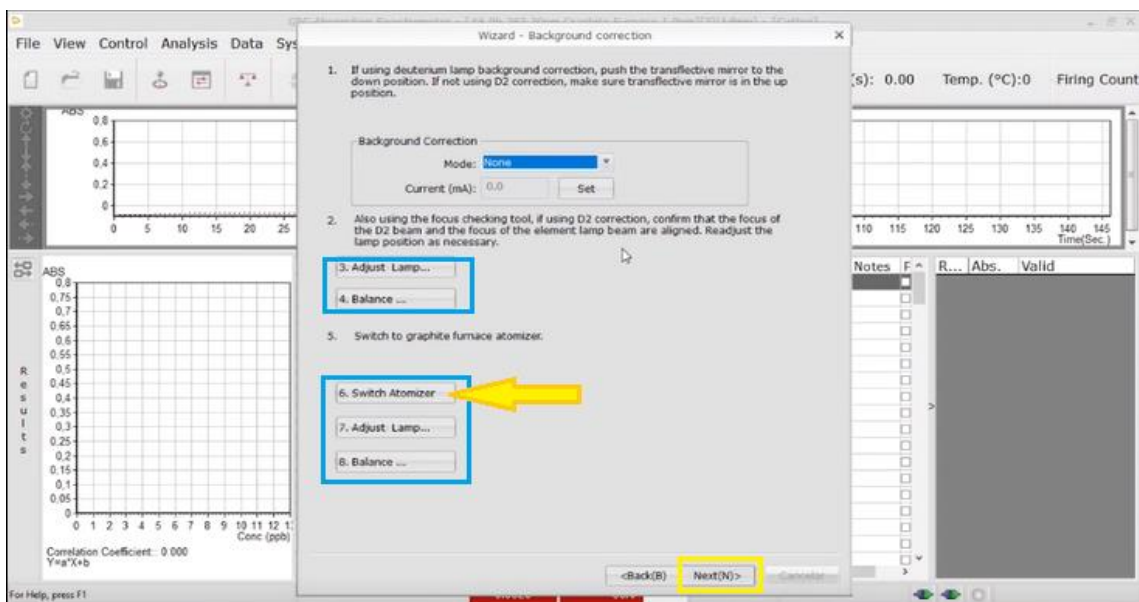 Wizard - Background correction
File View Control Analysis Data Sys
(s): 0.00 Temp. (°C):0 Firing Count
1. If using deuterium lamp background correction, push the transflective mirror to the
down position. If not using D2 correction, make sure transflective mirror is in the up
position.
Background Correction
Mode: None
Current (mA): 0.0 Set
2. Also using the focus checking tool, if using D2 correction, confirm that the focus of
the D2 beam and the focus of the element lamp beam are aligned. Readjust the
lamp position as necessary.
3. Adjust Lamp...
4. Balance ...
5. Switch to graphite furnace atomizer.
6. Switch Atomizer
7. Adjust Lamp...
8. Balance ...
<Back(B) Next(N)> Cancelar
ABS
0,8
0,6
0,4
0,2
0
0 5 10 15 20 25
110 115 120 125 130 135 140 145
Time(Sec.)
Notes F R... Abs. Valid
Results
ABS
0,8
0,75
0,7
0,65
0,6
0,55
0,5
0,45
0,4
0,35
0,3
0,25
0,2
0,15
0,1
0,05
0
0 1 2 3 4 5 6 7 8 9 10 11 12
Conc (ppb)
Correlation Coefficient: 0.000
Y=a*X+b
For Help, press F1